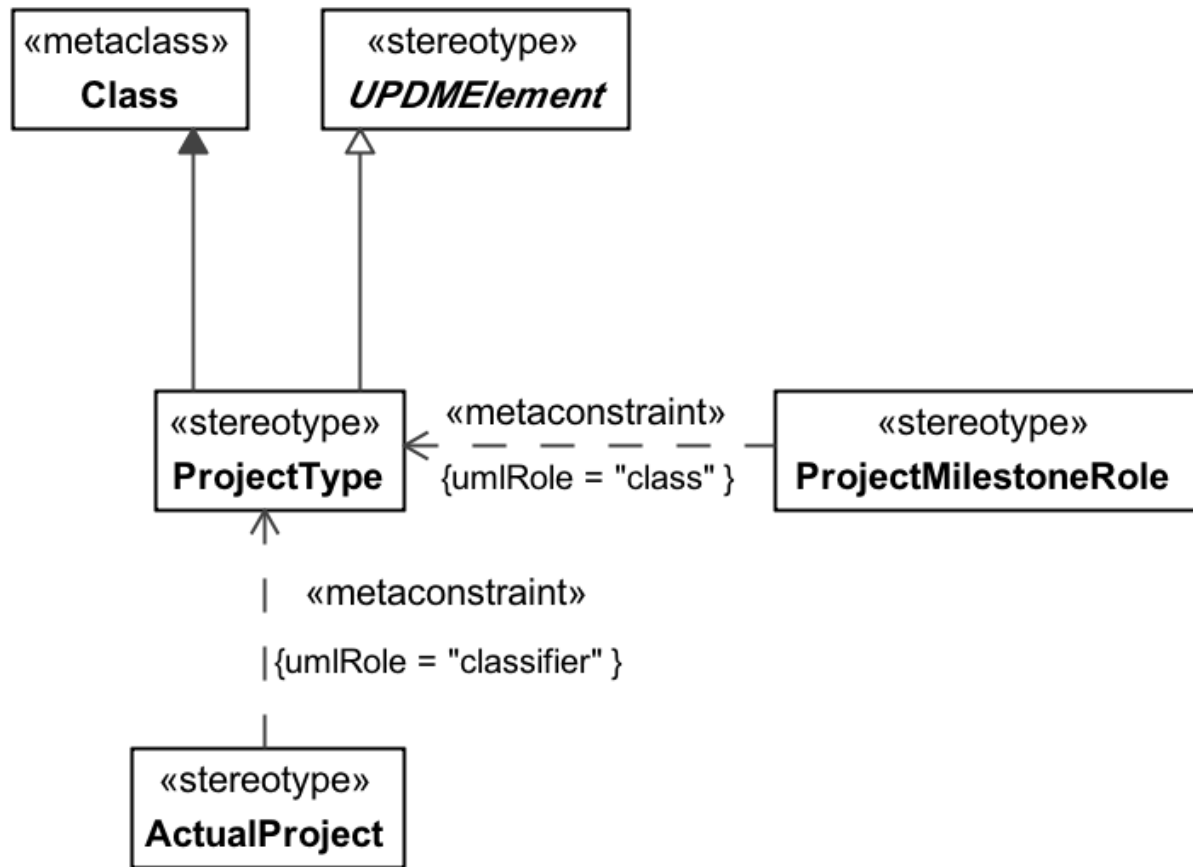 «metaclass»
Class
«stereotype»
UPDMElement
«stereotype»
ProjectType
«metaconstraint»
{umlRole = "class" }
«stereotype»
ProjectMilestoneRole
«metaconstraint»
{umlRole = "classifier" }
«stereotype»
ActualProject